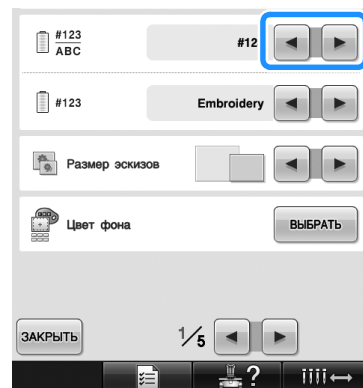 #123
ABC
#12
#123
Embroidery
Размер эскизов
Цвет фона
ВЫБРАТЬ
ЗАКРЫТЬ
1/5
?